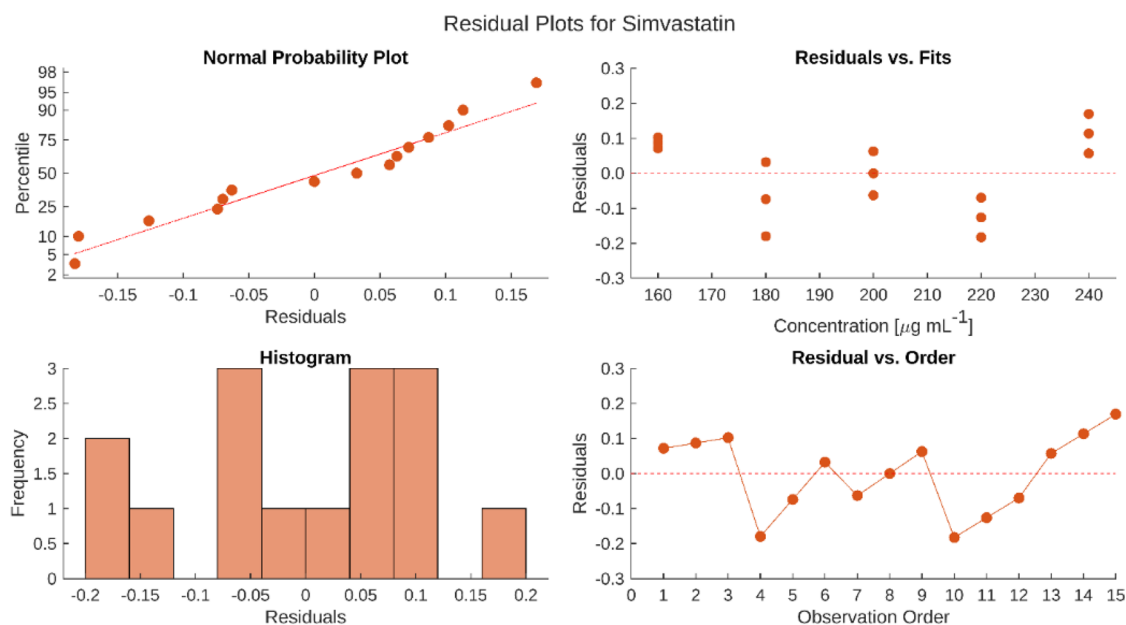 Residual Plots for Simvastatin
Normal Probability Plot
98
95
90
75
50
25
10
5
2
Percentile
-0.15 -0.1 -0.05 0 0.05 0.1 0.15
Residuals
Residuals vs. Fits
0.3
0.2
0.1
0.0
-0.1
-0.2
-0.3
Residuals
160 170 180 190 200 210 220 230 240
Concentration [μg mL⁻¹]
Histogram
3
2.5
2
1.5
1
0.5
0
Frequency
-0.2 -0.15 -0.1 -0.05 0 0.05 0.1 0.15 0.2
Residuals
Residual vs. Order
0.3
0.2
0.1
0.0
-0.1
-0.2
-0.3
Residuals
0 1 2 3 4 5 6 7 8 9 10 11 12 13 14 15
Observation Order